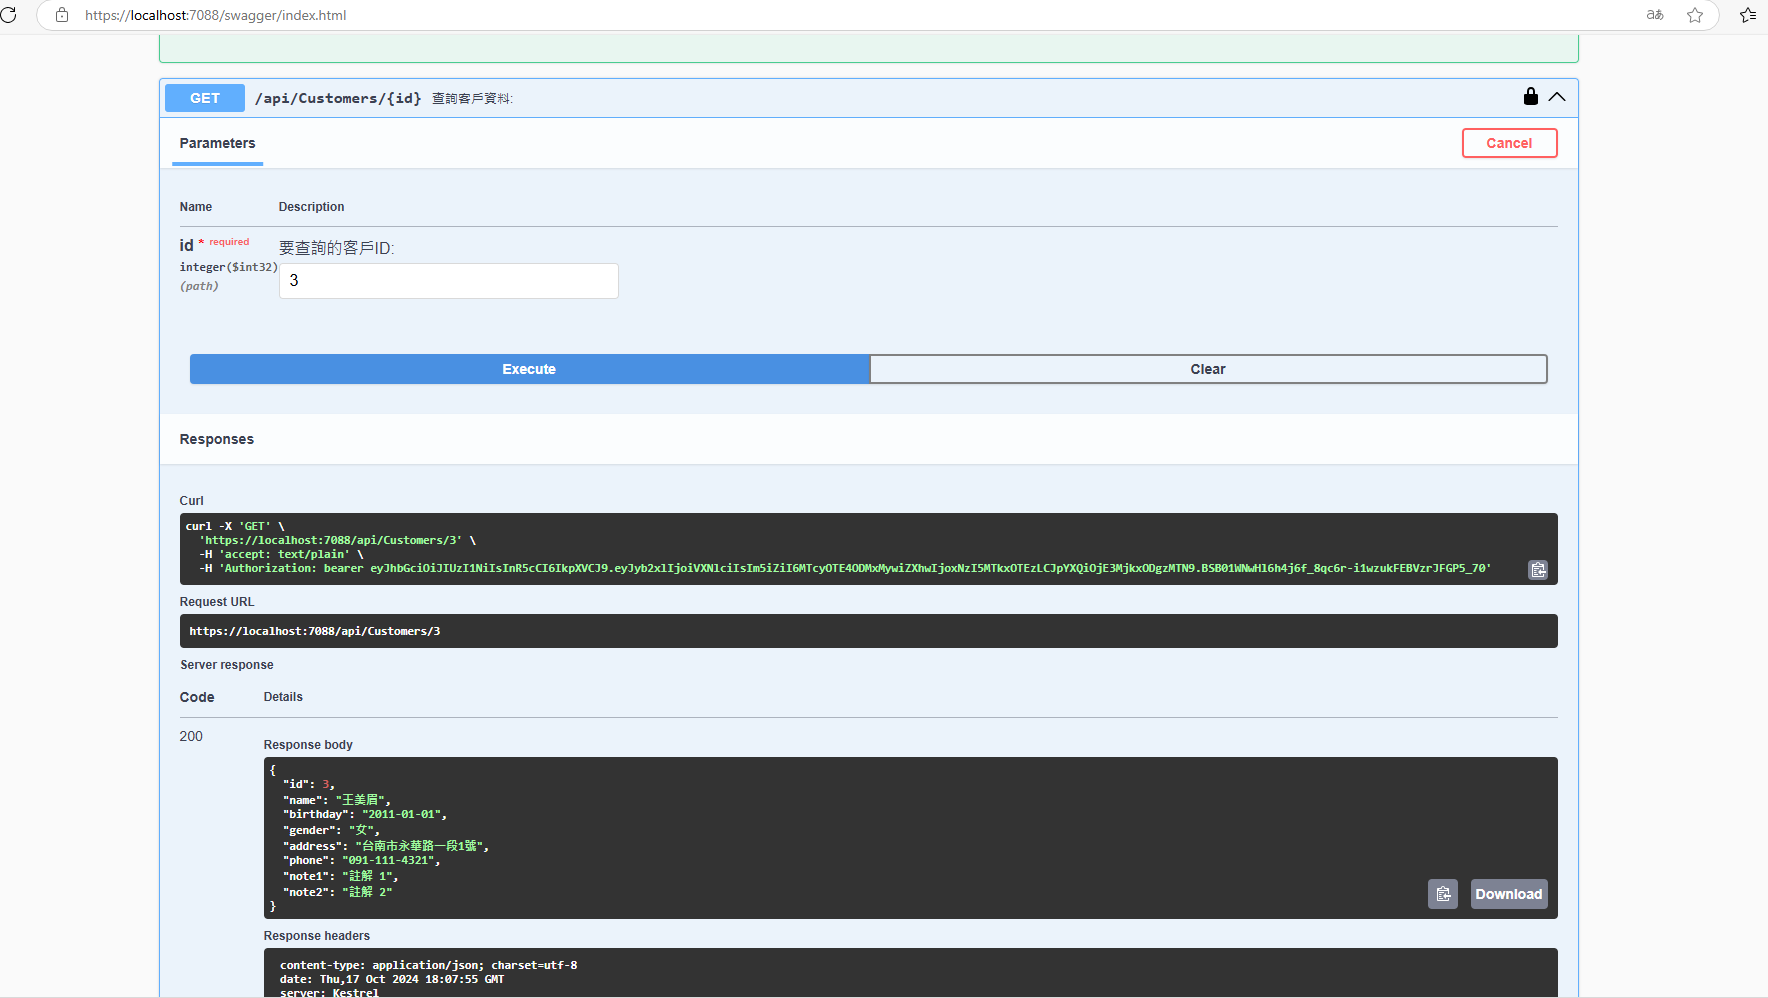 https://localhost:7088/swagger/index.html
GET /api/Customers/{id} 查詢客戶資料:
Parameters
Cancel
Name Description
id * required
要查詢的客戶ID:
integer($int32)
(path)
3
Execute
Clear
Responses
Curl
curl -X 'GET' \
'https://localhost:7088/api/Customers/3' \
-H 'accept: text/plain' \
-H 'Authorization: bearer eyJhbGciOiJIUzI1NiIsInR5cCI6IkpXVCJ9.eyJyb2xlIjoiVXNlciIsIm5iZiI6MTcyOTE4ODMxMywiZXhwIjoxNzI5MTkxOTEzLCJpYXQiOjE3MjkxODgzMTN9.BSB01WNwHl6h4j6f_8qc6r-i1wzukFEBVzrJFGP5_70'
Request URL
https://localhost:7088/api/Customers/3
Server response
Code Details
200
Response body
{
"id": 3,
"name": "王美眉",
"birthday": "2011-01-01",
"gender": "女",
"address": "台南市永華路一段1號",
"phone": "091-111-4321",
"note1": "註解 1",
"note2": "註解 2"
}
Download
Response headers
content-type: application/json; charset=utf-8
date: Thu,17 Oct 2024 18:07:55 GMT
server: Kestrel